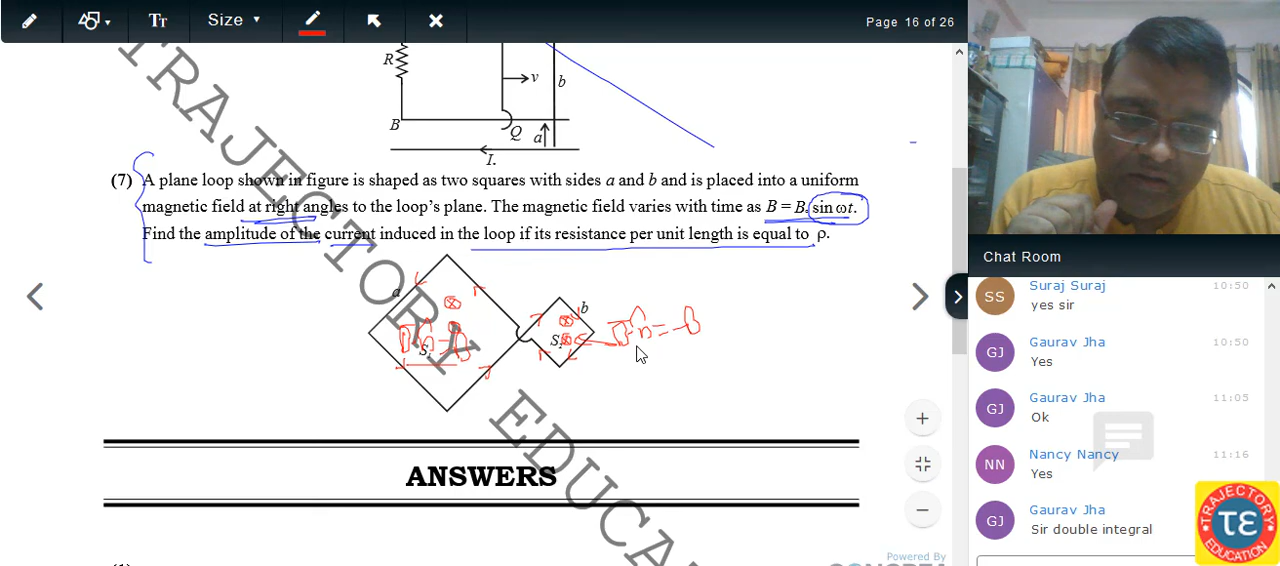 Tт Size Page 16 of 26
R
v
b
B
Q
a
I.
(7) A plane loop shown in figure is shaped as two squares with sides a and b and is placed into a uniform
magnetic field at right angles to the loop's plane. The magnetic field varies with time as B = B. sin ωt.
Find the amplitude of the current induced in the loop if its resistance per unit length is equal to ρ.
a
b
ANSWERS
TRAJECTORY EDUCA
Powered By
Chat Room
SS Suraj Suraj 10:50
yes sir
GJ Gaurav Jha 10:50
Yes
GJ Gaurav Jha 11:05
Ok
NN Nancy Nancy 11:16
Yes
GJ Gaurav Jha
Sir double integral
TRAJECTORY
TE
EDUCATION